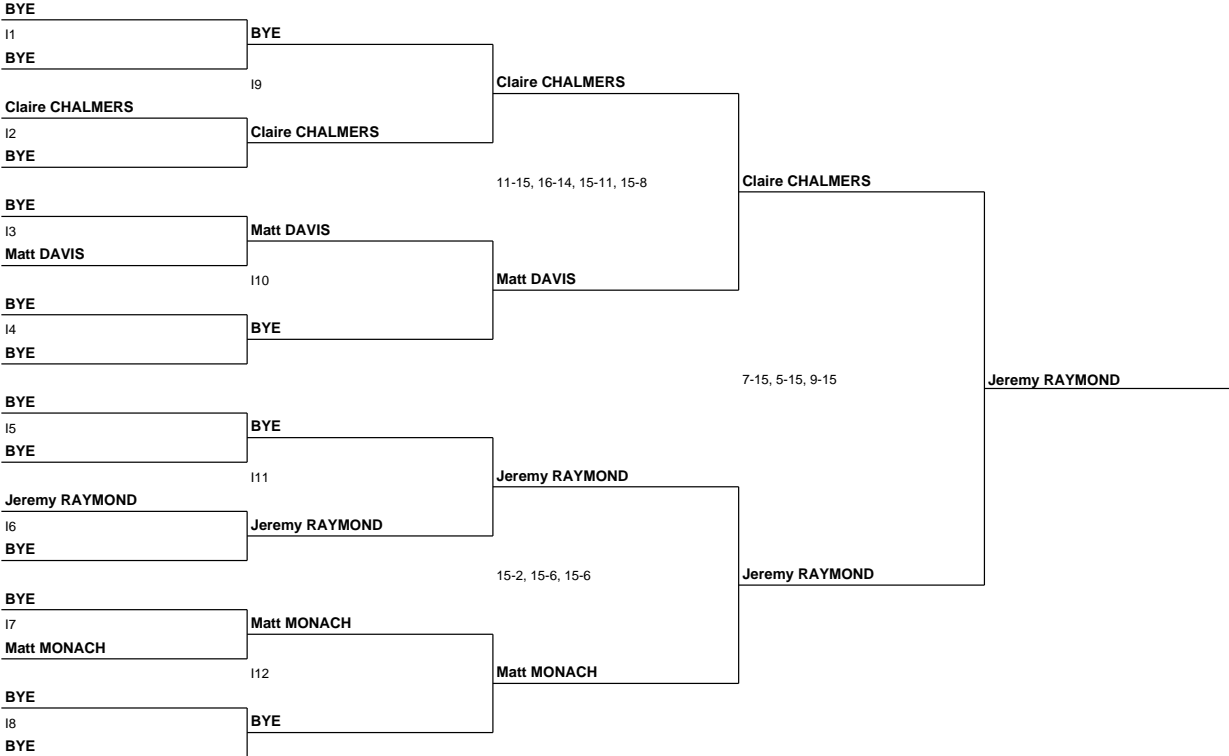 BYE
I1
BYE
BYE
I9
Claire CHALMERS
Claire CHALMERS
I2
Claire CHALMERS
BYE
11-15, 16-14, 15-11, 15-8
Claire CHALMERS
BYE
I3
Matt DAVIS
Matt DAVIS
I10
Matt DAVIS
BYE
I4
BYE
BYE
7-15, 5-15, 9-15
Jeremy RAYMOND
BYE
I5
BYE
BYE
I11
Jeremy RAYMOND
Jeremy RAYMOND
I6
Jeremy RAYMOND
BYE
15-2, 15-6, 15-6
Jeremy RAYMOND
BYE
I7
Matt MONACH
Matt MONACH
I12
Matt MONACH
BYE
I8
BYE
BYE